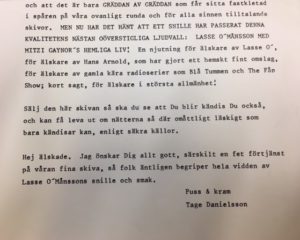 och att det är bara GRÄDDAN AV GRÄDDAN som får sitta fastkletad
i spåren på våra ovanligt runda och för alla sinnen tilltalande
skivor. MEN NU HAR DET HÄNT ATT ETT SNILLE HAR PASSERAT DENNA
KVALITETENS NÄSTAN OÖVERSTIGLIGA LJUDVALL: LASSE O´MÅNSSON MED
MITZI GAYNOR'S HEMLIGA LIV! En njutning för älskare av Lasse O´,
för älskare av Hans Arnold, som har gjort ett hemskt fint omslag,
för älskare av gamla kära radioserier som Blå Tummen och The Fan
Show; kort sagt, för älskare i största allmänhet!
Sälj den här skivan så ska du se att Du blir kändis Du också,
och kan få leva ut om nätterna så där omåttligt läskigt som
bara kändisar kan, enligt säkra källor.
Hej älskade. Jag önskar Dig allt gott, särskilt en fet förtjänst
på våran fina skiva, så folk äntligen begriper hela vidden av
Lasse O´Månssons snille och smak.
Puss & kram
Tage Danielsson